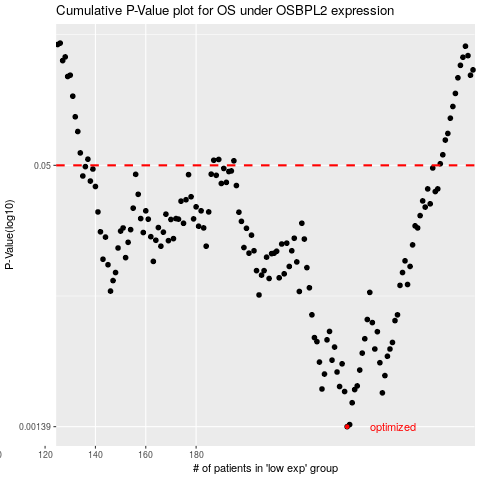 Cumulative P-Value plot for OS under OSBPL2 expression
P-Value(log10)
0.05
0.00139
optimized
0 120 140 160 180
# of patients in 'low exp' group